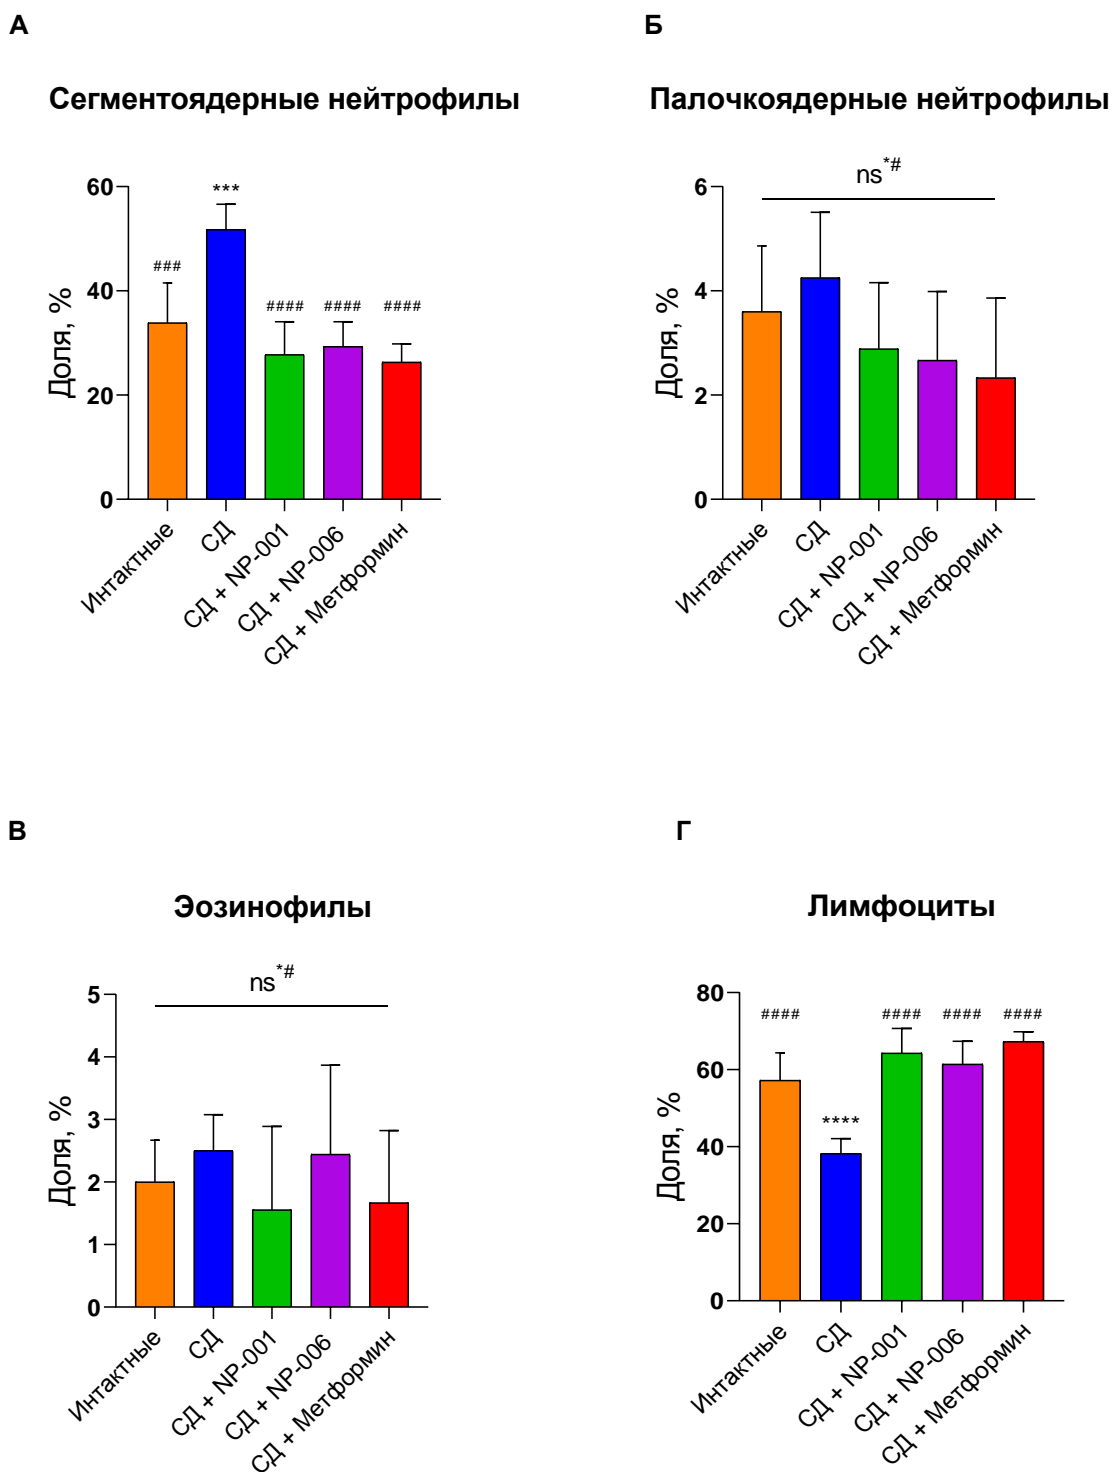 А
Сегментоядерные нейтрофилы
Доля, %
60
40
20
0
###
***
####
####
####
Интактные
СД
СД + NP-001
СД + NP-006
СД + Метформин
Б
Палочкоядерные нейтрофилы
Доля, %
6
4
2
0
ns*#
Интактные
СД
СД + NP-001
СД + NP-006
СД + Метформин
В
Эозинофилы
Доля, %
5
4
3
2
1
0
ns*#
Интактные
СД
СД + NP-001
СД + NP-006
СД + Метформин
Г
Лимфоциты
Доля, %
80
60
40
20
0
####
****
####
####
####
Интактные
СД
СД + NP-001
СД + NP-006
СД + Метформин